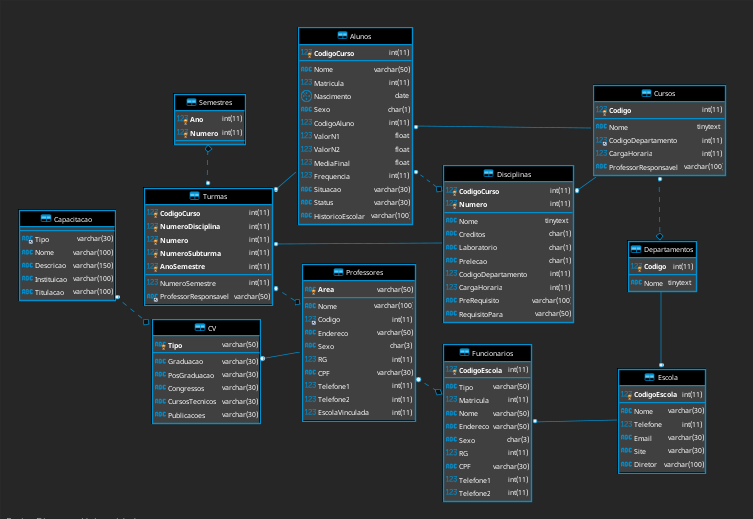 Alunos
CodigoCurso int(11)
Nome varchar(50)
Matricula int(11)
Nascimento date
Sexo char(1)
CodigoAluno int(11)
ValorN1 float
ValorN2 float
MediaFinal float
Frequencia int(11)
Situacao varchar(30)
Status varchar(30)
HistoricoEscolar varchar(100
Semestres
Ano int(11)
Numero int(11)
Cursos
Codigo int(11)
Nome tinytext
CodigoDepartamento int(11)
CargaHoraria int(11)
ProfessorResponsavel varchar(100
Disciplinas
CodigoCurso int(11)
Numero int(11)
Nome tinytext
Creditos char(1)
Laboratorio char(1)
Prelecao char(1)
CodigoDepartamento int(11)
CargaHoraria int(11)
PreRequisito varchar(100
RequisitoPara varchar(50)
Turmas
CodigoCurso int(11)
NumeroDisciplina int(11)
Numero int(11)
NumeroSubturma int(11)
AnoSemestre int(11)
NumeroSemestre int(11)
ProfessorResponsavel varchar(50)
Capacitacao
Tipo varchar(30)
Nome varchar(100)
Descricao varchar(150)
Instituicao varchar(100)
Titulacao varchar(100)
Departamentos
Codigo int(11)
Nome tinytext
Professores
Area varchar(50)
Nome varchar(100
Codigo int(11)
Endereco varchar(50)
Sexo char(3)
RG int(11)
CPF varchar(30)
Telefone1 int(11)
Telefone2 int(11)
EscolaVinculada int(11)
CV
Tipo varchar(50)
Graduacao varchar(30)
PosGraduacao varchar(30)
Congressos varchar(30)
CursosTecnicos varchar(30)
Publicacoes varchar(30)
Funcionarios
CodigoEscola int(11)
Tipo varchar(50)
Matricula int(11)
Nome varchar(50)
Endereco varchar(50)
Sexo char(3)
RG int(11)
CPF varchar(30)
Telefone1 int(11)
Telefone2 int(11)
Escola
CodigoEscola int(11)
Nome varchar(30)
Telefone int(11)
Email varchar(30)
Site varchar(30)
Diretor varchar(100)